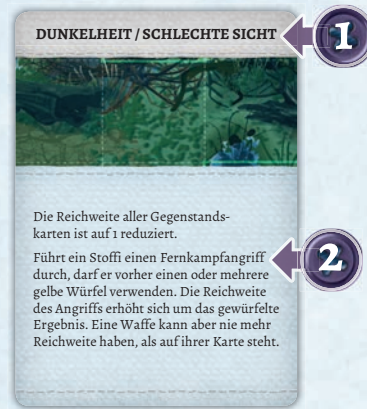 DUNKELHEIT / SCHLECHTE SICHT
1
Die Reichweite aller Gegenstands-
karten ist auf 1 reduziert.
Führt ein Stoffi einen Fernkampfangriff
durch, darf er vorher einen oder mehrere
gelbe Würfel verwenden. Die Reichweite
des Angriffs erhöht sich um das gewürfelte
Ergebnis. Eine Waffe kann aber nie mehr
Reichweite haben, als auf ihrer Karte steht.
2